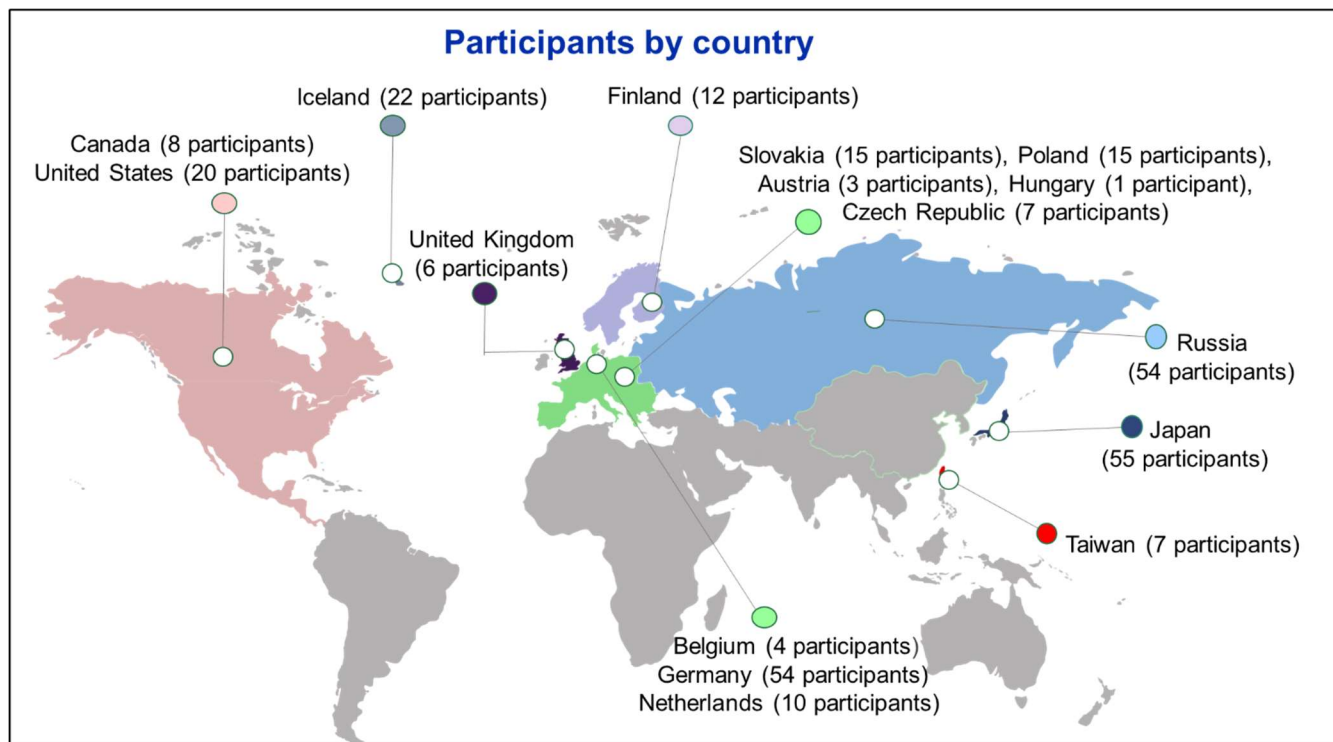 Participants by country
Iceland (22 participants)
Finland (12 participants)
Canada (8 participants)
United States (20 participants)
Slovakia (15 participants), Poland (15 participants),
Austria (3 participants), Hungary (1 participant),
Czech Republic (7 participants)
United Kingdom
(6 participants)
Russia
(54 participants)
Japan
(55 participants)
Taiwan (7 participants)
Belgium (4 participants)
Germany (54 participants)
Netherlands (10 participants)